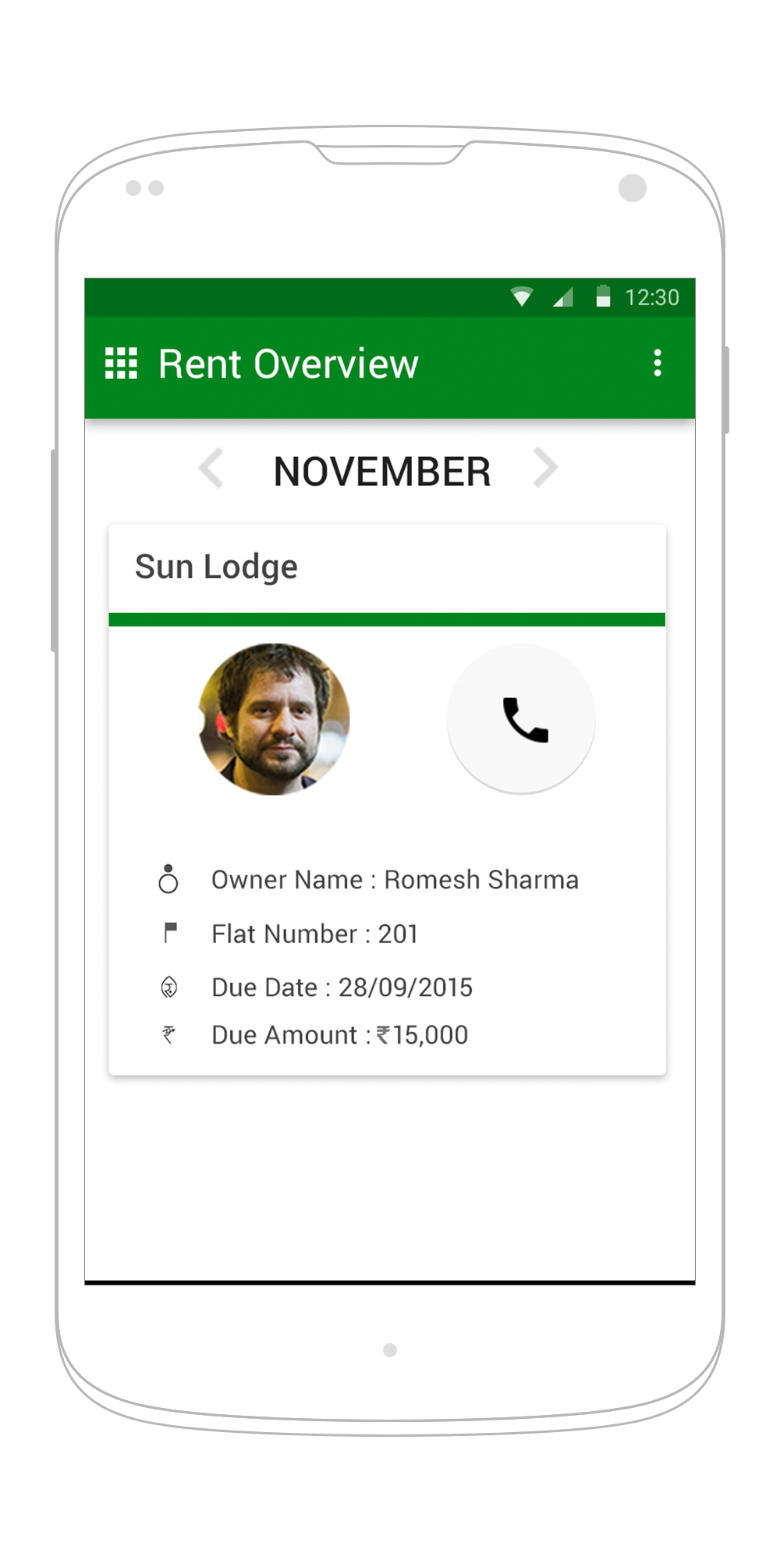 12:30
Rent Overview
NOVEMBER
Sun Lodge
Owner Name : Romesh Sharma
Flat Number : 201
Due Date : 28/09/2015
Due Amount : ₹15,000